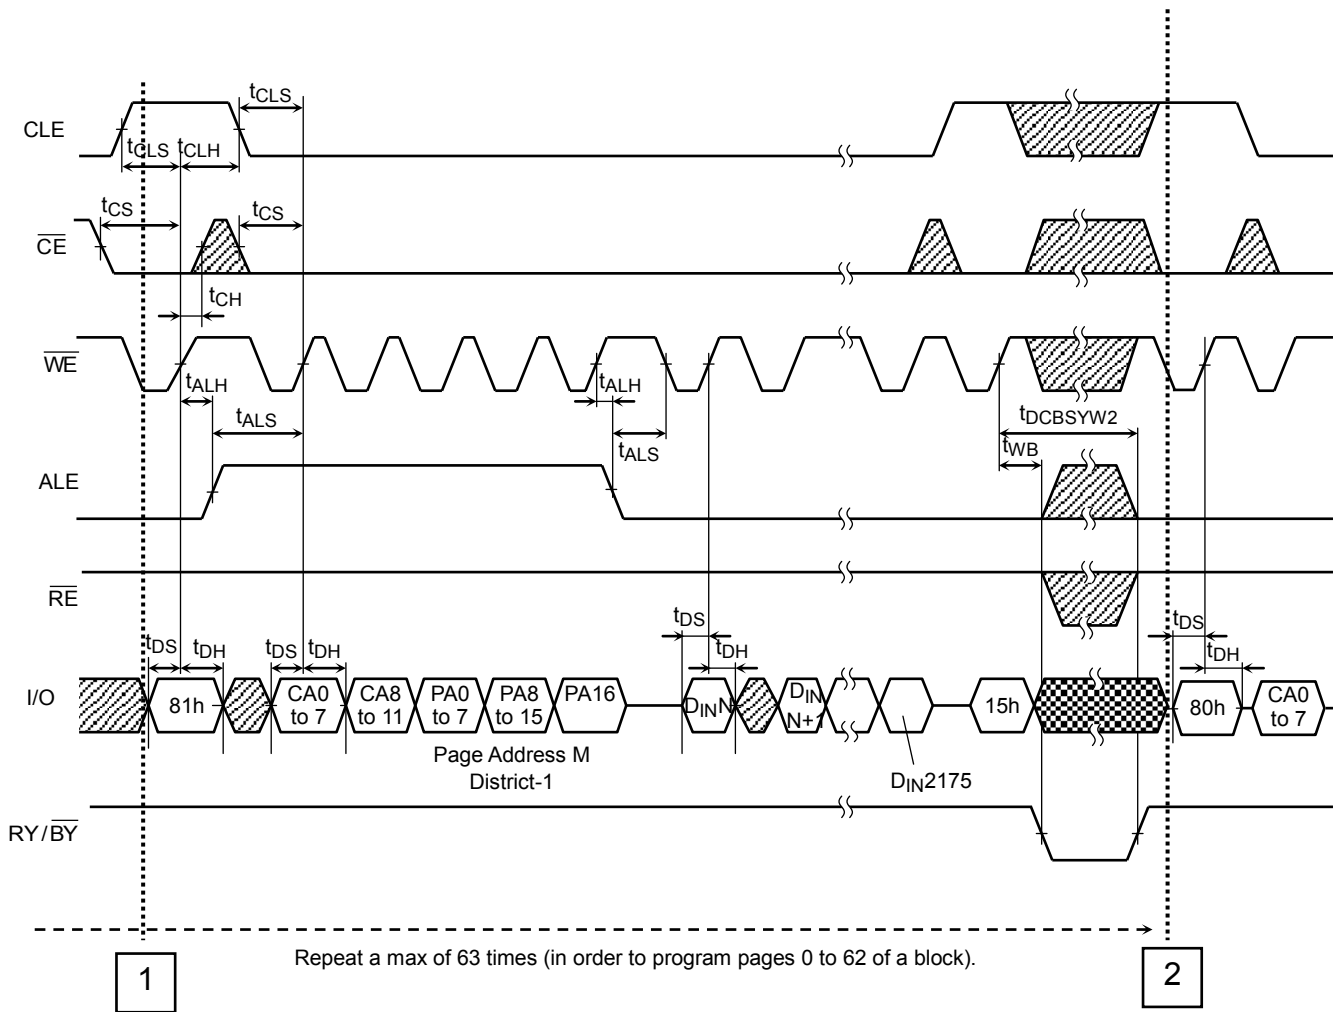 tCLS
CLE
tCLS tCLH
tCS tCS
CE
tCH
WE
tALH tALH
tALS tDCBSYW2
tALS tWB
ALE
RE
tDS tDH tDS tDH tDS tDH tDS tDH
I/O
81h
CA0 to 7
CA8 to 11
PA0 to 7
PA8 to 15
PA16
DINN
DIN N+1
15h
80h
CA0 to 7
Page Address M
District-1
DIN2175
RY/BY
Repeat a max of 63 times (in order to program pages 0 to 62 of a block).
1
2